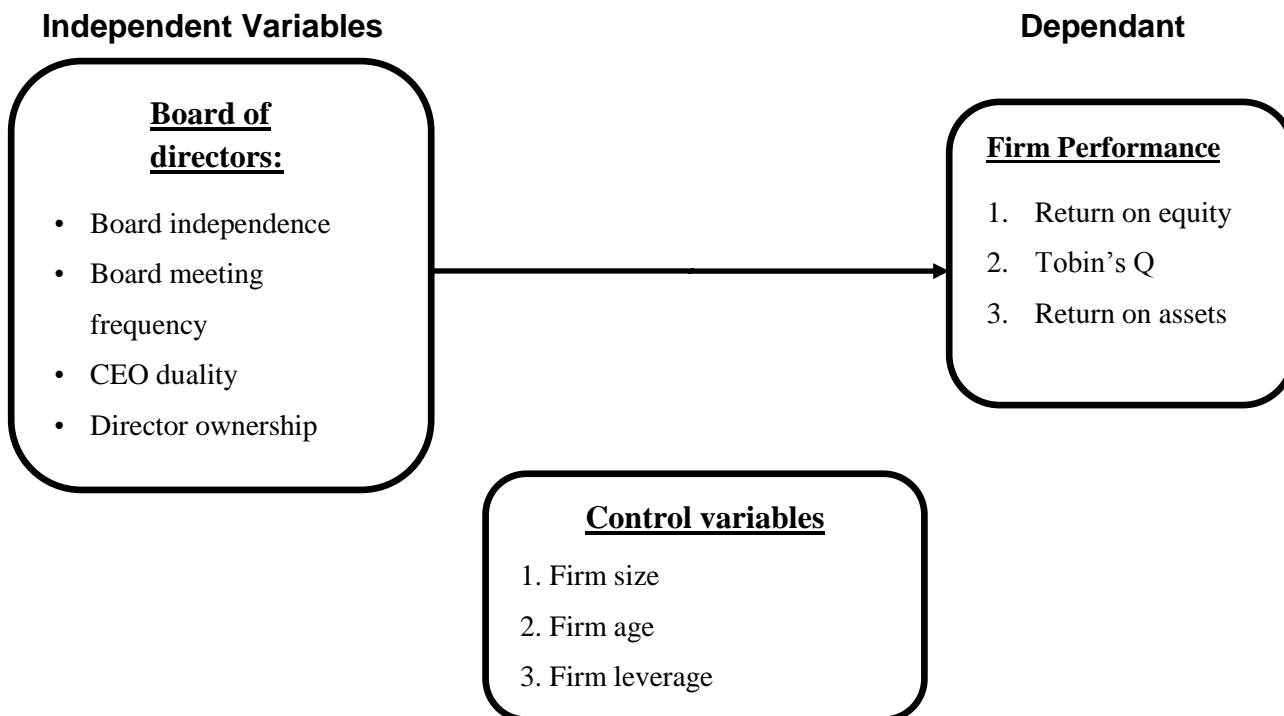 Independent Variables
Dependant
Board of
directors:
• Board independence
• Board meeting
frequency
• CEO duality
• Director ownership
Firm Performance
1. Return on equity
2. Tobin’s Q
3. Return on assets
Control variables
1. Firm size
2. Firm age
3. Firm leverage